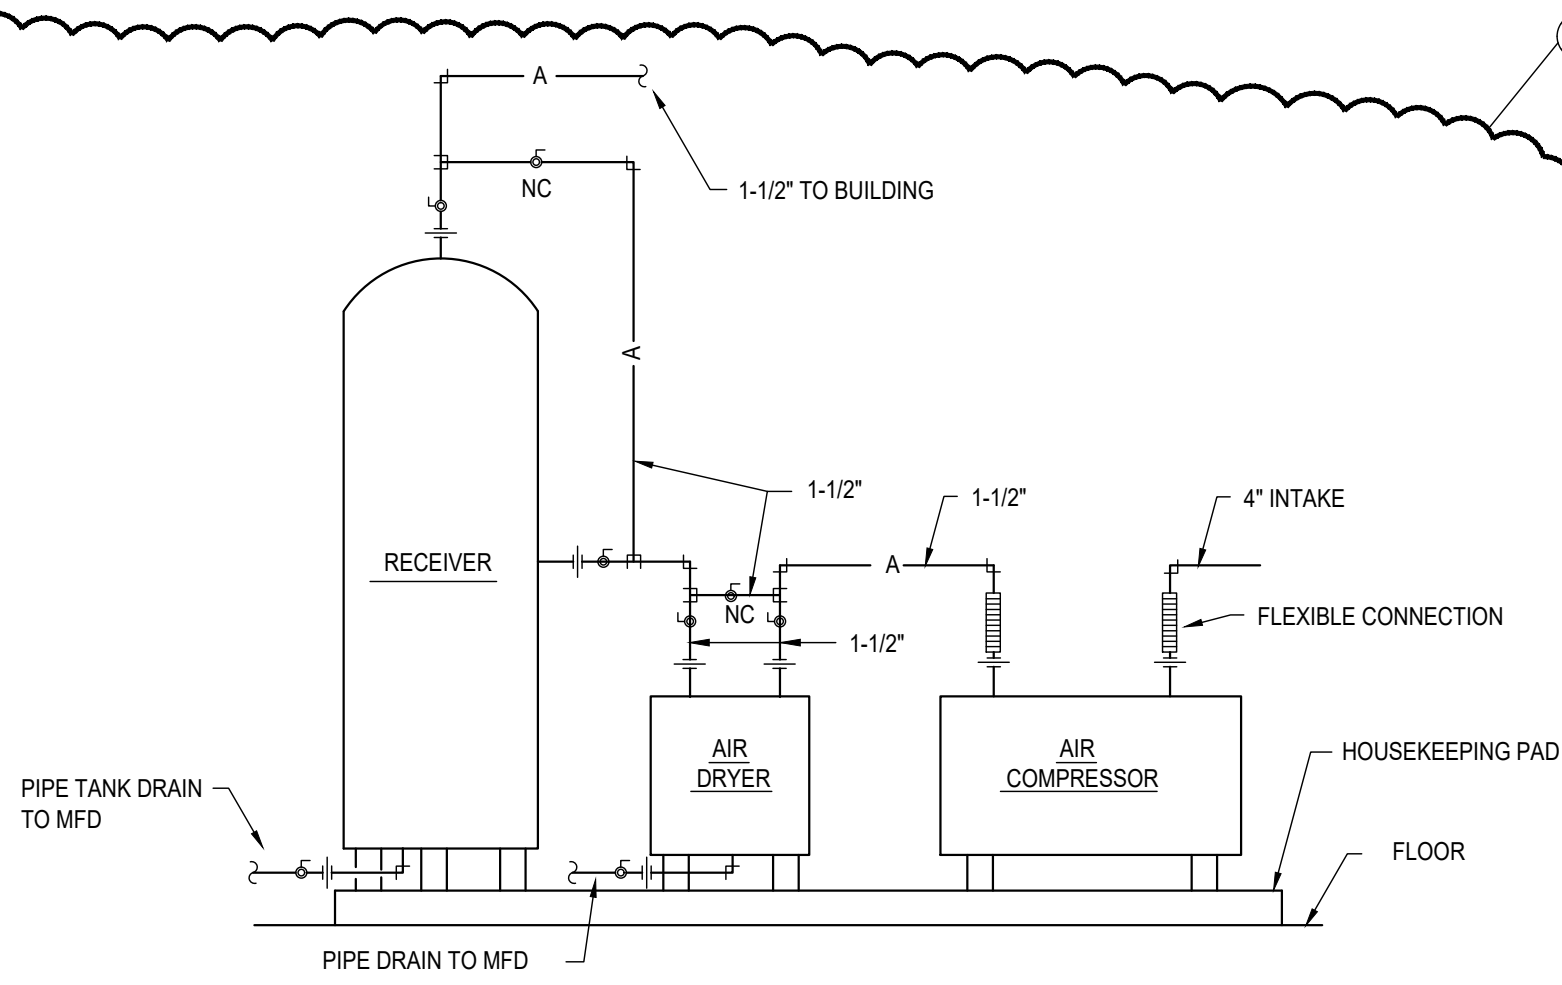 A
NC
1-1/2" TO BUILDING
A
1-1/2"
1-1/2"
4" INTAKE
RECEIVER
A
NC
FLEXIBLE CONNECTION
1-1/2"
AIR
DRYER
AIR
COMPRESSOR
HOUSEKEEPING PAD
PIPE TANK DRAIN
TO MFD
FLOOR
PIPE DRAIN TO MFD